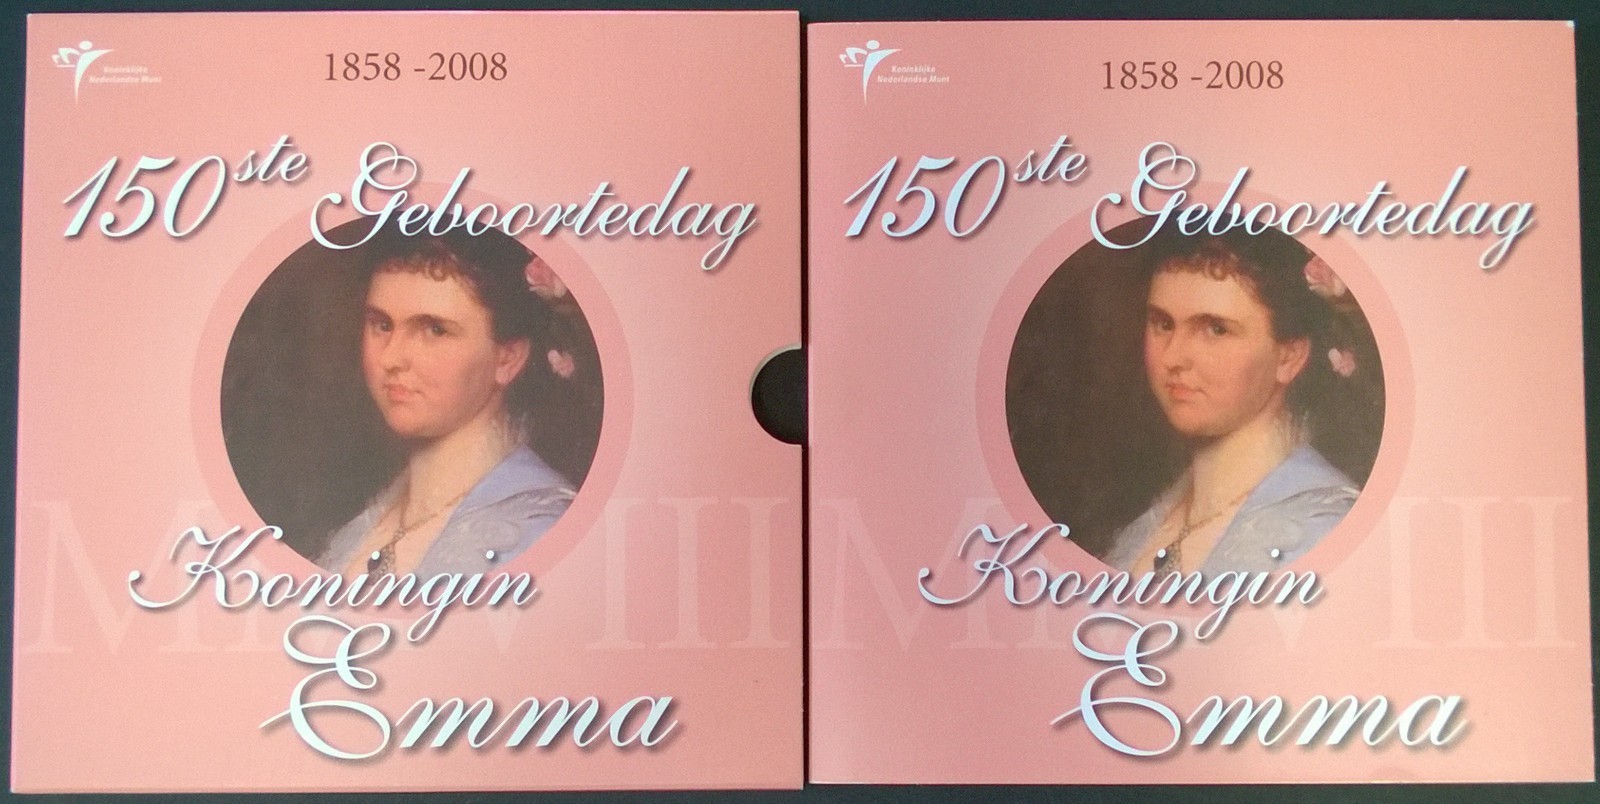 Koninklijke
Nederlandse Munt
1858 -2008
150ste Geboortedag
Koningin
Emma
Koninklijke
Nederlandse Munt
1858 -2008
150ste Geboortedag
Koningin
Emma